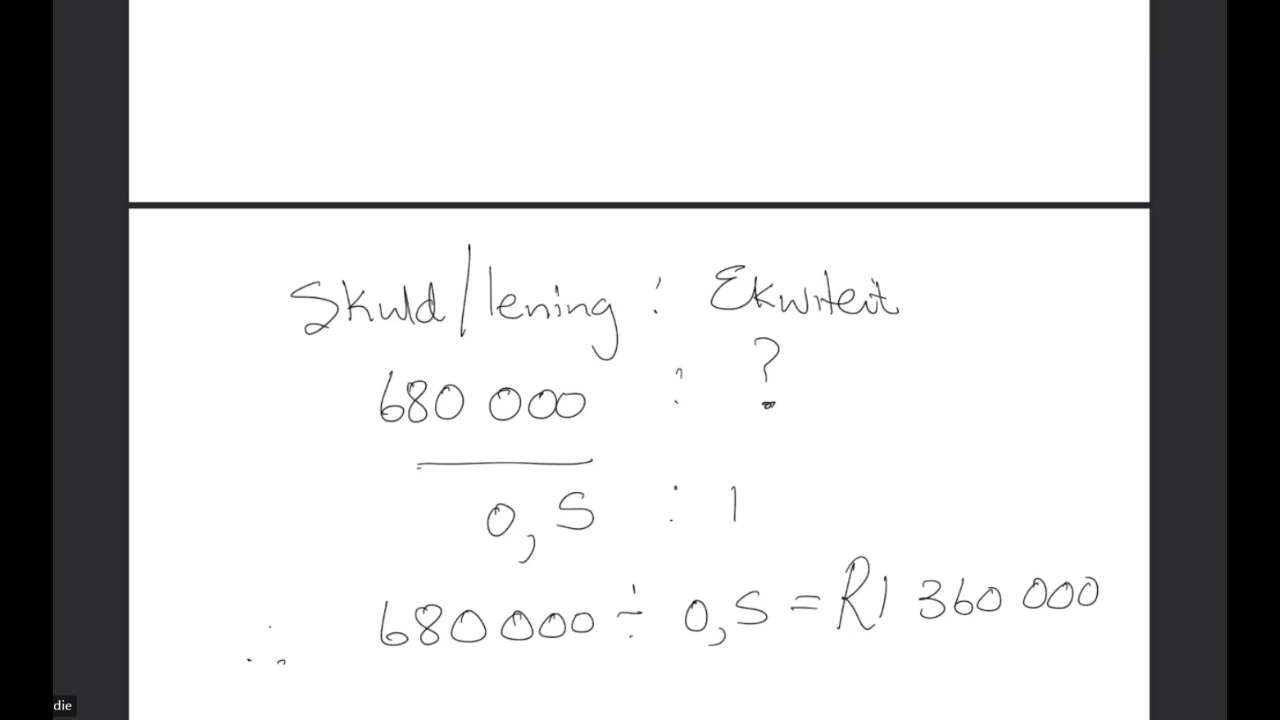 Skuld/lening : Ekwiteit
680 000 : ?
0,5 : 1
∴ 680 000 ÷ 0,5 = R1 360 000
die